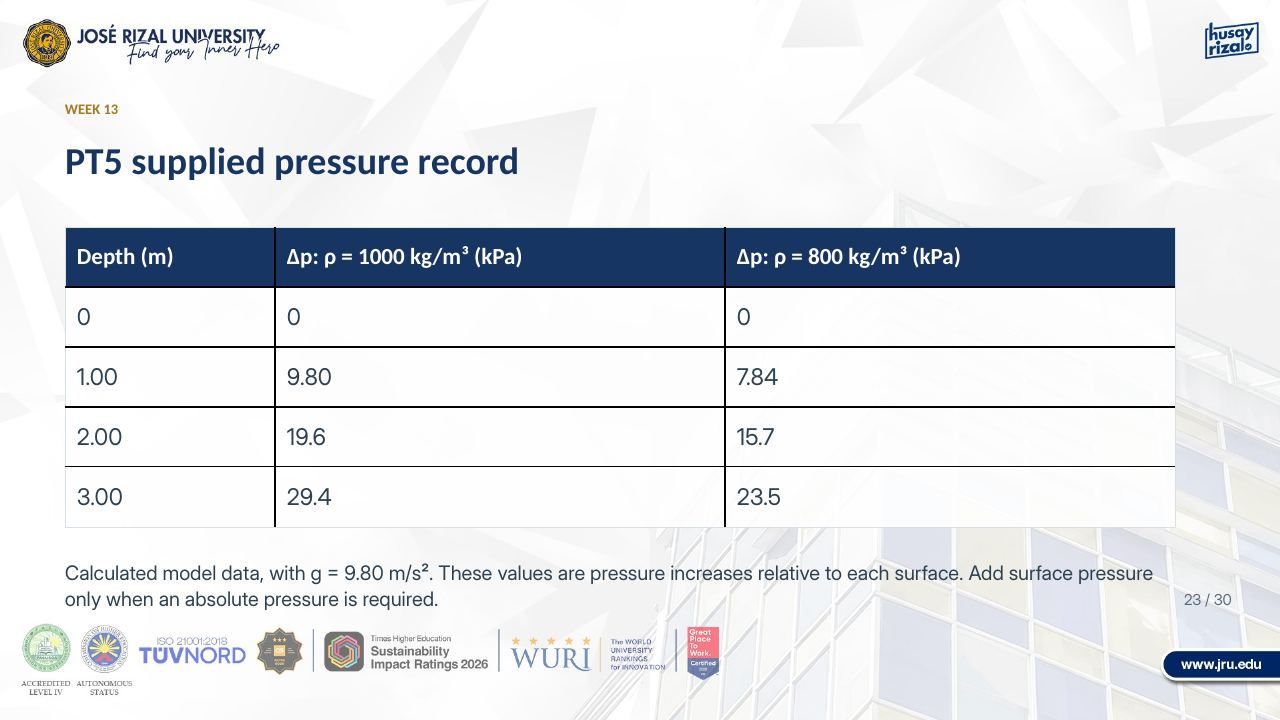 JOSÉ RIZAL UNIVERSITY
Find your Inner Hero
husay
rizal
WEEK 13
PT5 supplied pressure record
Depth (m)
Δp: ρ = 1000 kg/m³ (kPa)
Δp: ρ = 800 kg/m³ (kPa)
0
0
0
1.00
9.80
7.84
2.00
19.6
15.7
3.00
29.4
23.5
Calculated model data, with g = 9.80 m/s². These values are pressure increases relative to each surface. Add surface pressure
only when an absolute pressure is required.
23 / 30
ACCREDITED
LEVEL IV
AUTONOMOUS
STATUS
ISO 21001:2018
TÜVNORD
Times Higher Education
Sustainability
Impact Ratings 2026
WURI
The WORLD
UNIVERSITY
RANKINGS
for INNOVATION
Great
Place
To
Work.
Certified
www.jru.edu